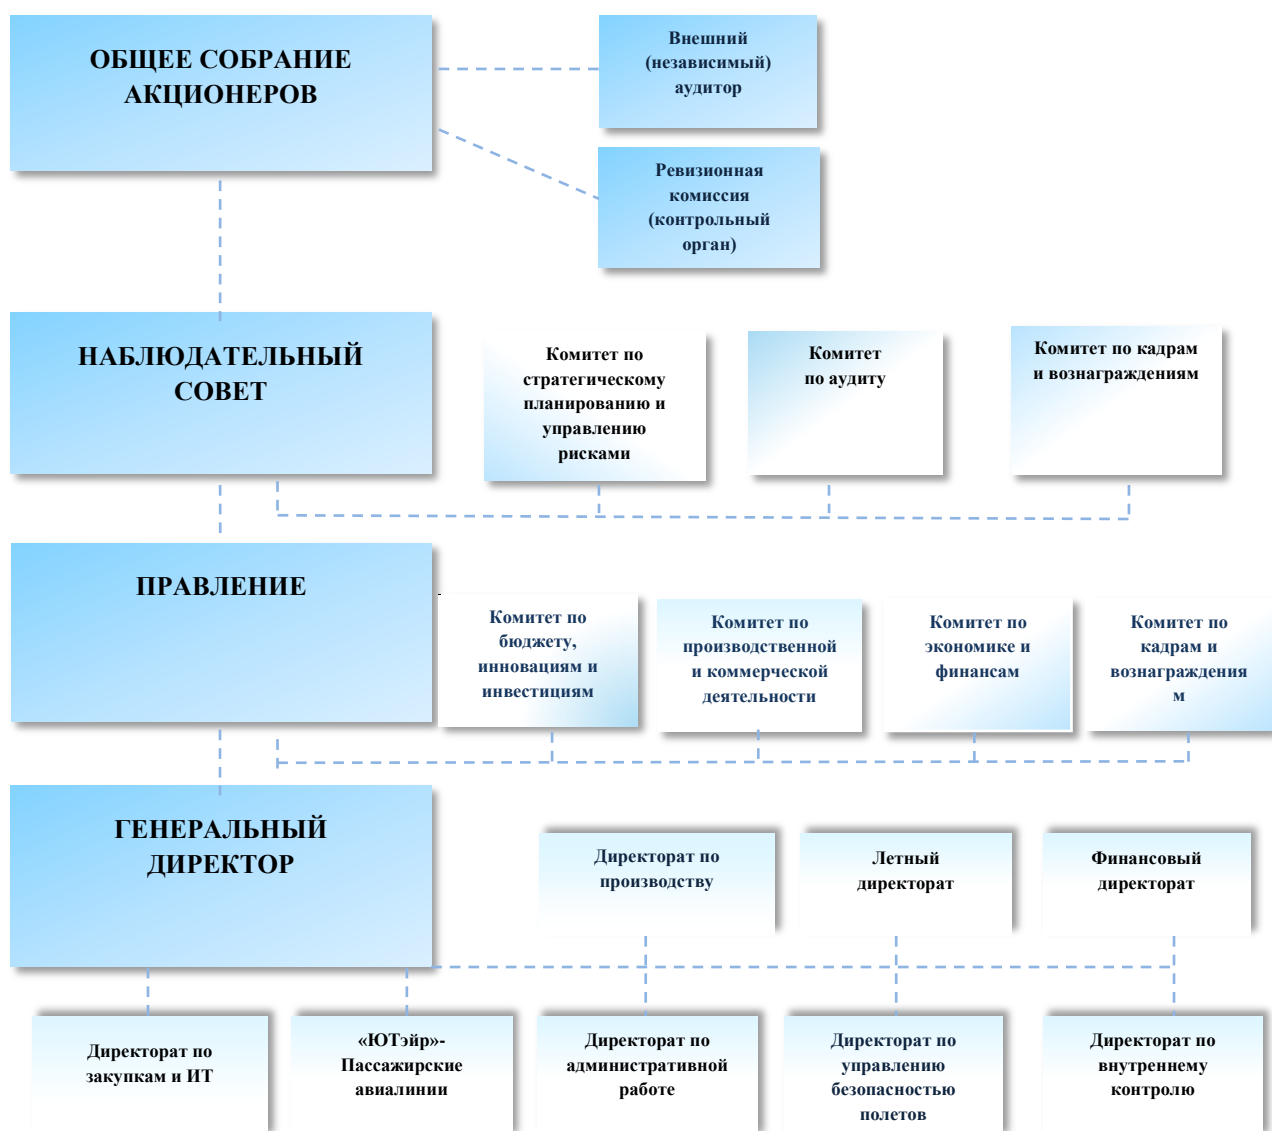 ОБЩЕЕ СОБРАНИЕ
АКЦИОНЕРОВ
Внешний
(независимый)
аудитор
Ревизионная
комиссия
(контрольный
орган)
НАБЛЮДАТЕЛЬНЫЙ
СОВЕТ
Комитет по
стратегическому
планированию и
управлению
рисками
Комитет
по аудиту
Комитет по кадрам
и вознаграждениям
ПРАВЛЕНИЕ
Комитет по
бюджету,
инновациям и
инвестициям
Комитет по
производственной
и коммерческой
деятельности
Комитет по
экономике и
финансам
Комитет по
кадрам и
вознаграждения
м
ГЕНЕРАЛЬНЫЙ
ДИРЕКТОР
Директорат по
производству
Летный
директорат
Финансовый
директорат
Директорат по
закупкам и ИТ
«ЮТэйр»-
Пассажирские
авиалинии
Директорат по
административной
работе
Директорат по
управлению
безопасностью
полетов
Директорат по
внутреннему
контролю